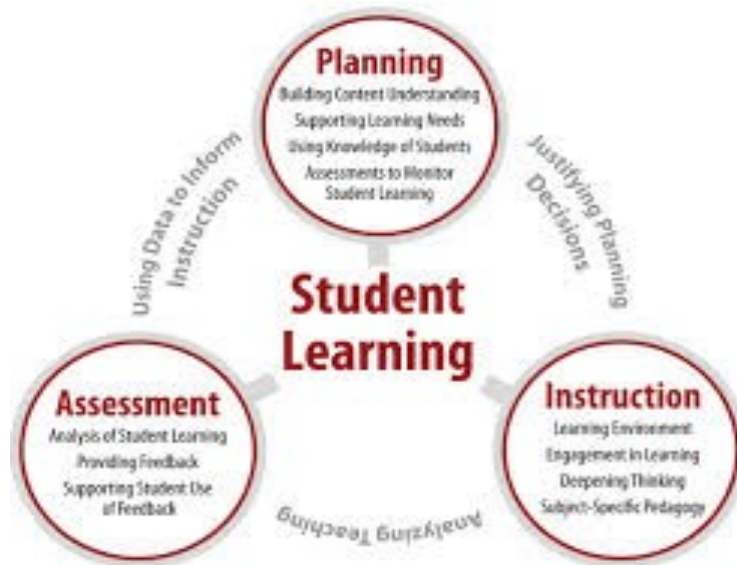 Planning
Building Content Understanding
Supporting Learning Needs
Using Knowledge of Students
Assessments to Monitor
Student Learning
Using Data to Inform
Instruction
Justifying Planning
Decisions
Student
Learning
Assessment
Analysis of Student Learning
Providing Feedback
Supporting Student Use
of Feedback
Instruction
Learning Environment
Engagement in Learning
Deepening Thinking
Subject-Specific Pedagogy
Analyzing Teaching